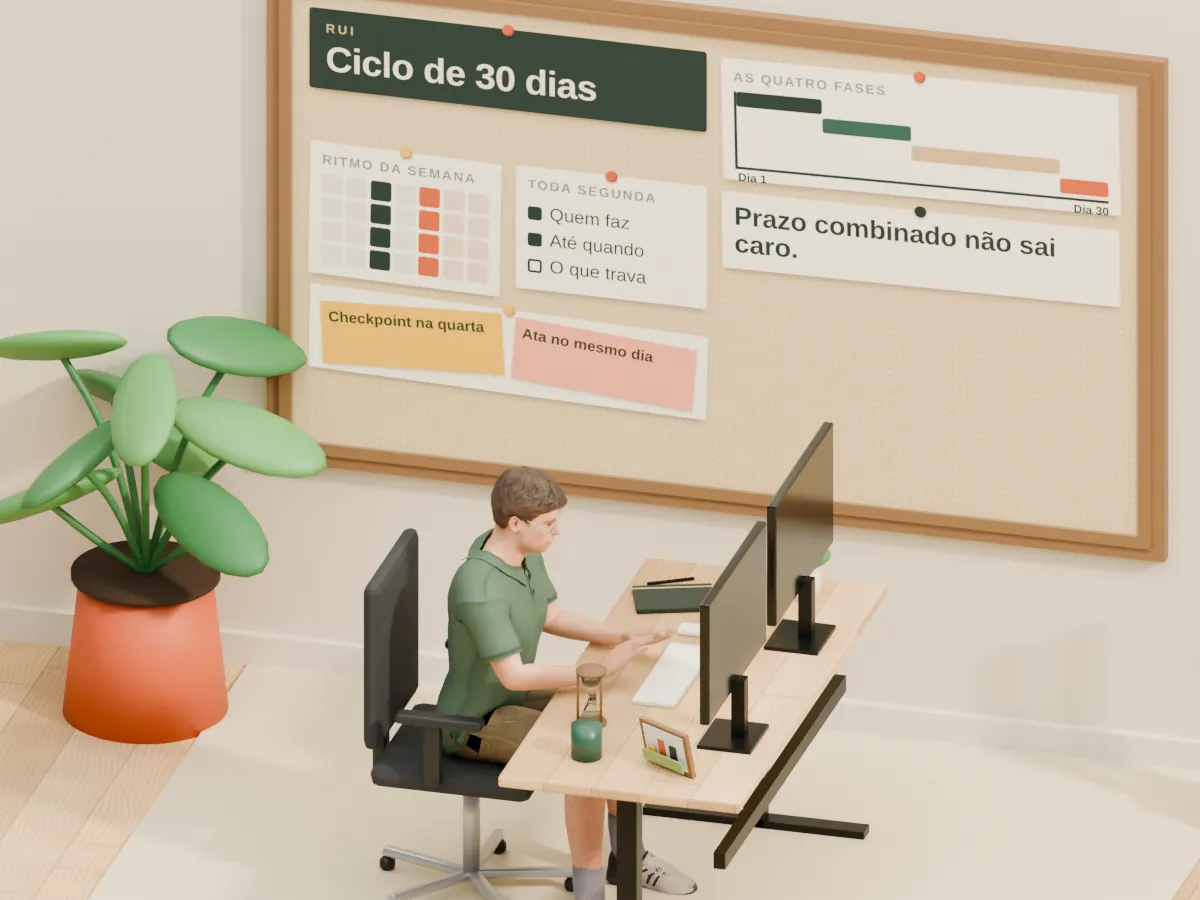 RUI
Ciclo de 30 dias
AS QUATRO FASES
Dia 1
Dia 30
RITMO DA SEMANA
TODA SEGUNDA
Quem faz
Até quando
O que trava
Prazo combinado não sai
caro.
Checkpoint na quarta
Ata no mesmo dia